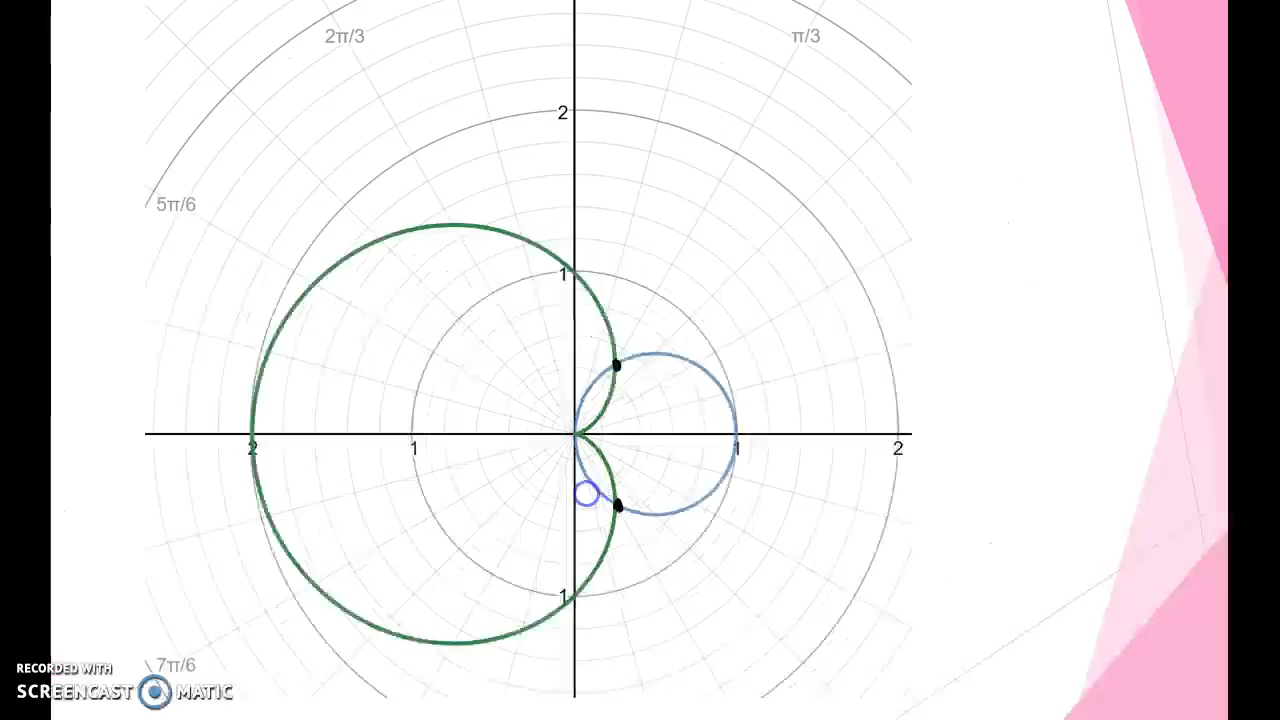 2π/3 π/3
2
5π/6
1
2 1 1 2
1
7π/6
RECORDED WITH
SCREENCAST MATIC